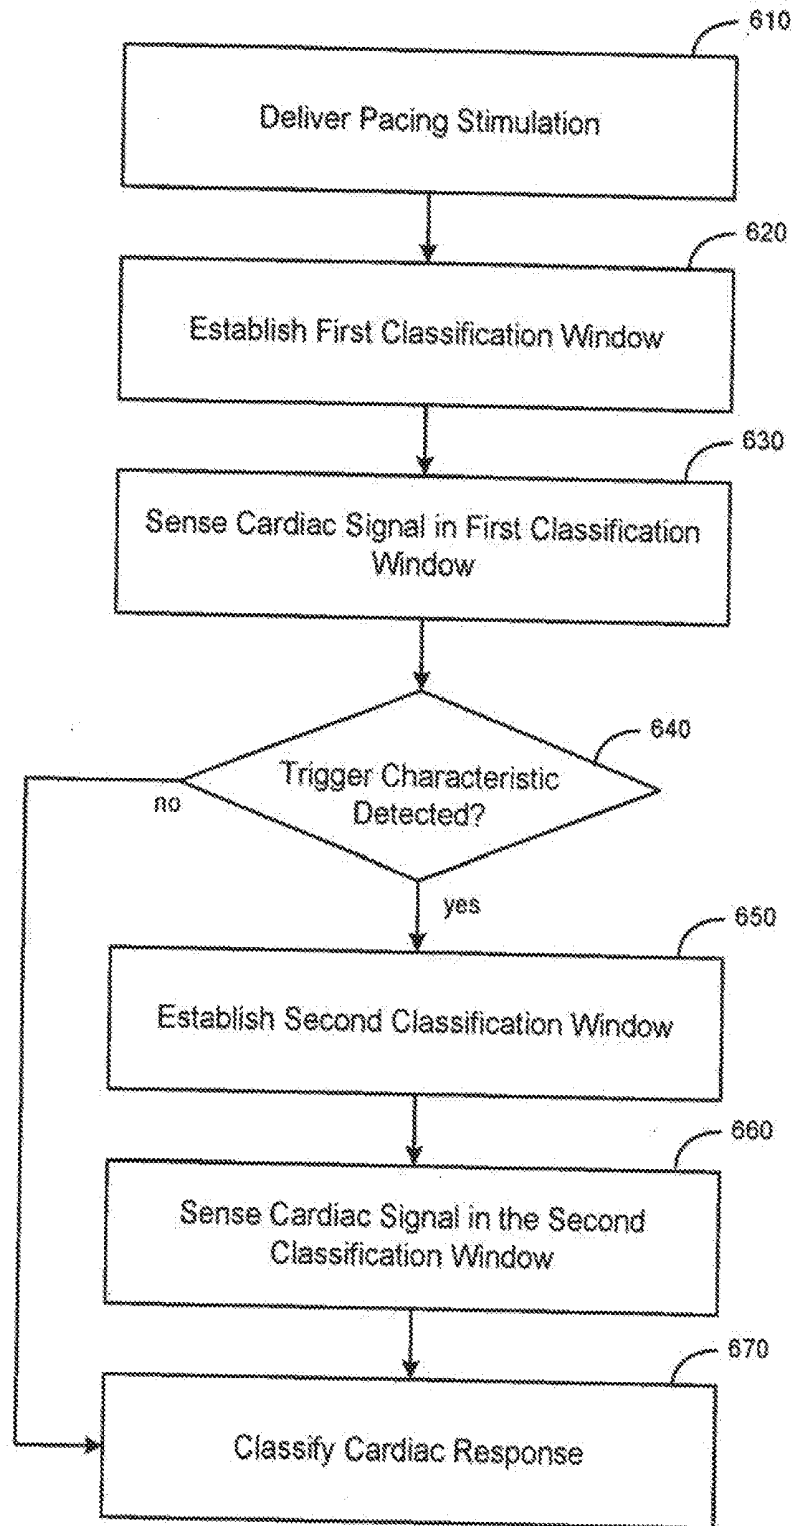 610
Deliver Pacing Stimulation
620
Establish First Classification Window
630
Sense Cardiac Signal in First Classification
Window
640
Trigger Characteristic
Detected?
no
yes
650
Establish Second Classification Window
660
Sense Cardiac Signal in the Second
Classification Window
670
Classify Cardiac Response